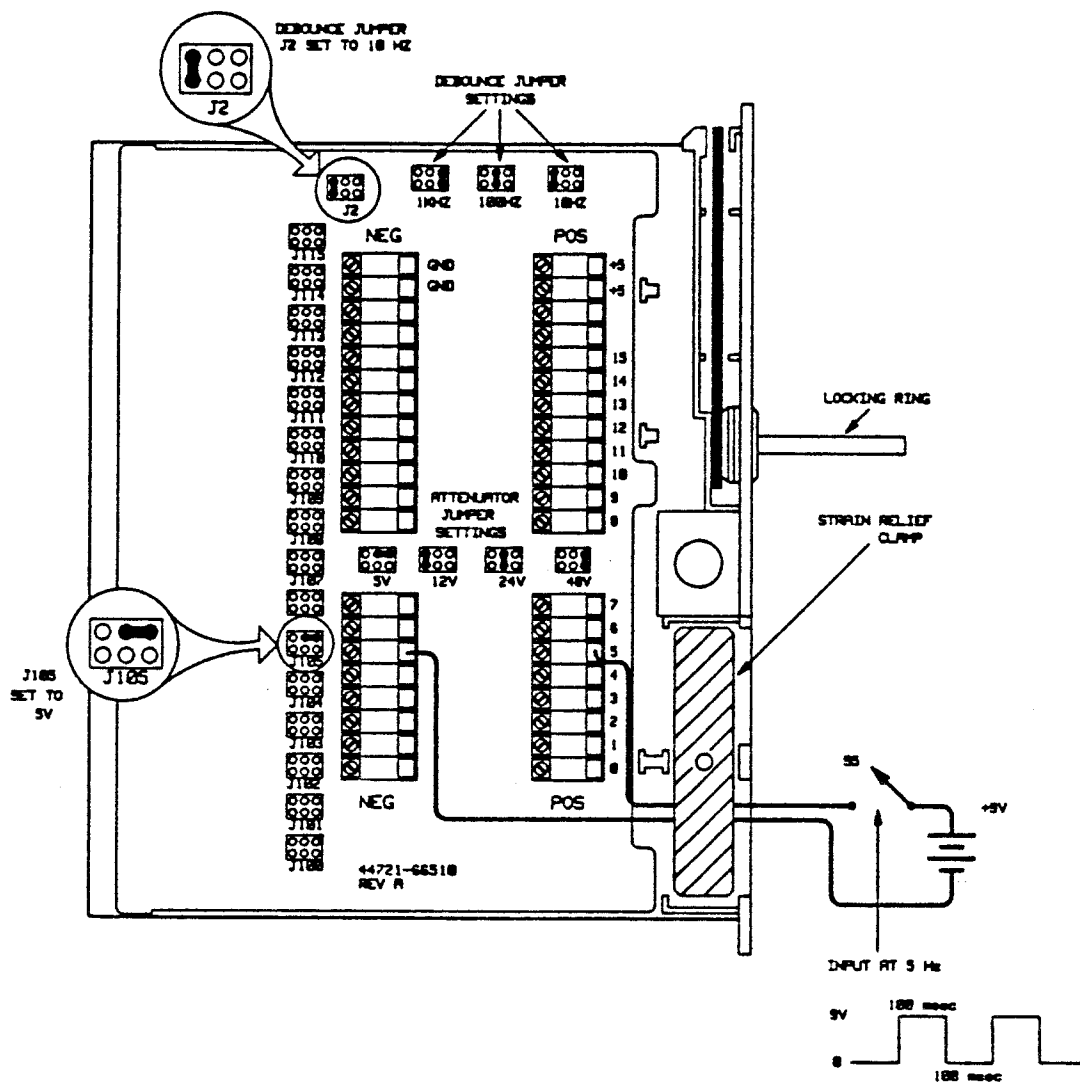 DEBOUNCE JUMPER
J2 SET TO 10 HZ
J2
DEBOUNCE JUMPER
SETTINGS
J2
1KHZ
100HZ
10HZ
NEG
POS
GND
GND
+5
+5
15
14
13
12
11
10
9
8
J115
J114
J113
J112
J111
J110
J109
J108
J107
J105
J104
J103
J102
J101
J100
ATTENUATOR
JUMPER
SETTINGS
5V
12V
24V
48V
7
6
5
4
3
2
1
0
NEG
POS
J105
J105
SET TO
5V
44721-66510
REV A
LOCKING RING
STRAIN RELIEF
CLAMP
S5
+9V
INPUT AT 5 Hz
9V
100 msec
0
100 msec